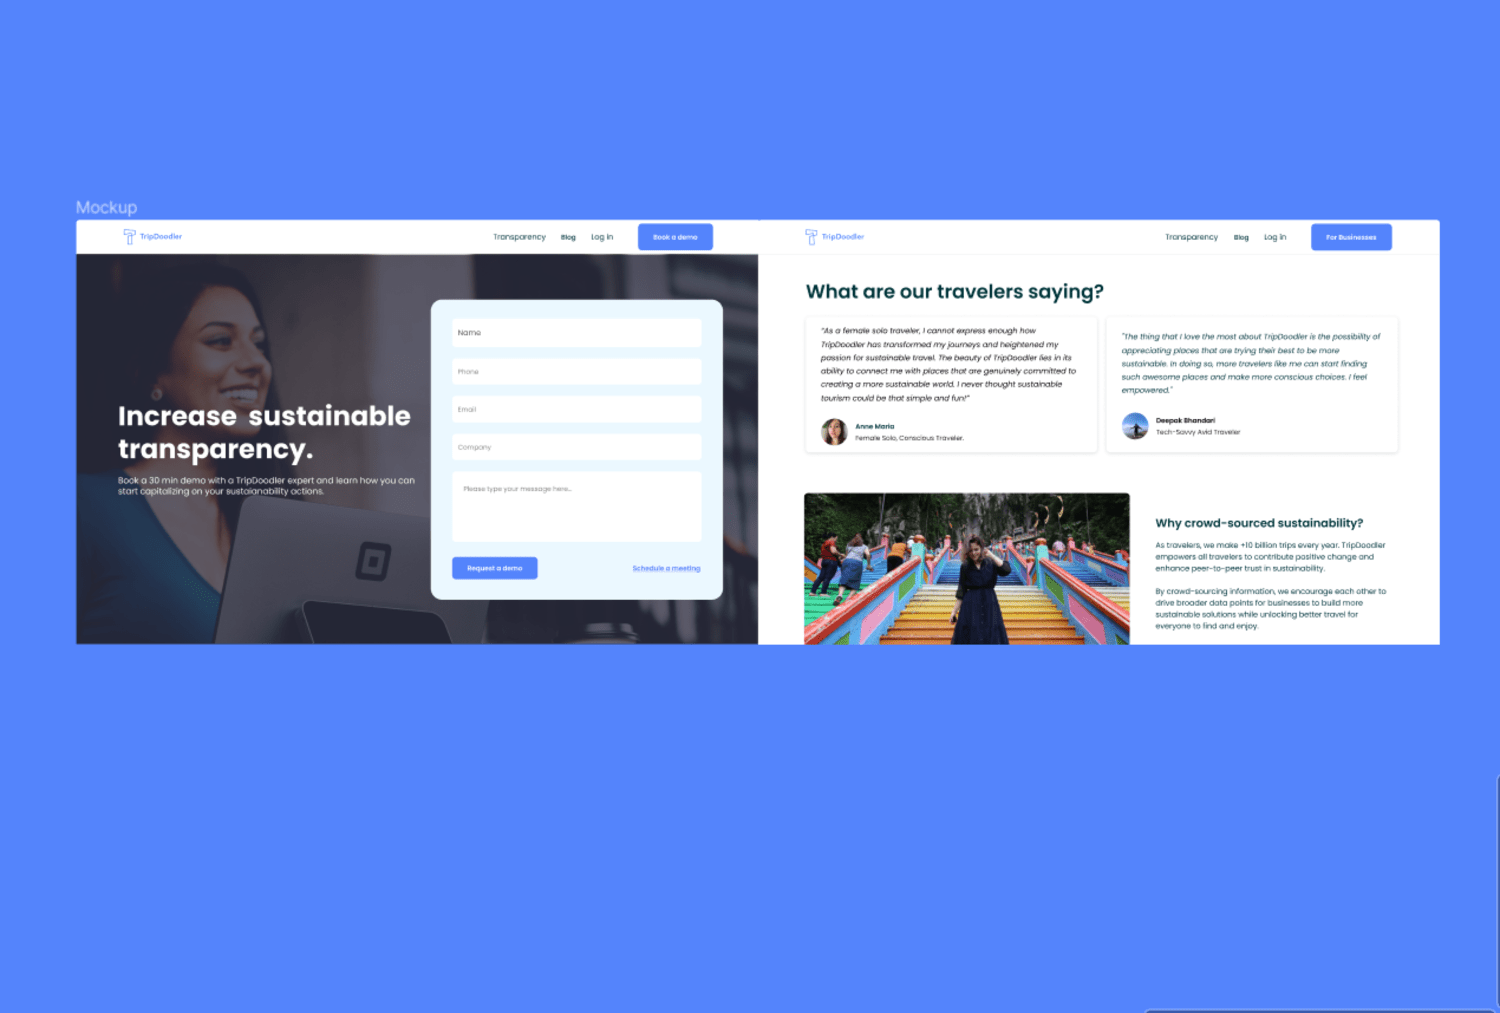 Mockup
TripDoodler
Transparency
Blog
Log in
Book a demo
Increase sustainable
transparency.
Book a 30 min demo with a TripDoodler expert and learn how you can
start capitalizing on your sustainability actions.
Name
Phone
Email
Company
Please type your message here...
Request a demo
Schedule a meeting
TripDoodler
Transparency
Blog
Log in
For Businesses
What are our travelers saying?
"As a female solo traveler, I cannot express enough how
TripDoodler has transformed my journeys and heightened my
passion for sustainable travel. The beauty of TripDoodler lies in its
ability to connect me with places that are genuinely committed to
creating a more sustainable world. I never thought sustainable
tourism could be that simple and fun!"
Anne Maria
Female Solo, Conscious Traveler.
"The thing that I love the most about TripDoodler is the possibility of
appreciating places that are trying their best to be more
sustainable. In doing so, more travelers like me can start finding
such awesome places and make more conscious choices. I feel
empowered."
Deepak Bhandari
Tech-Savvy Avid Traveler
Why crowd-sourced sustainability?
As travelers, we make +10 billion trips every year. TripDoodler
empowers all travelers to contribute positive change and
enhance peer-to-peer trust in sustainability.
By crowd-sourcing information, we encourage each other to
drive broader data points for businesses to build more
sustainable solutions while unlocking better travel for
everyone to find and enjoy.